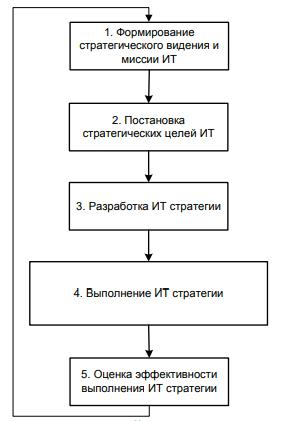 1. Формирование
стратегического видения и
миссии ИТ
2. Постановка
стратегических целей ИТ
3. Разработка ИТ стратегии
4. Выполнение ИТ стратегии
5. Оценка эффективности
выполнения ИТ стратегии